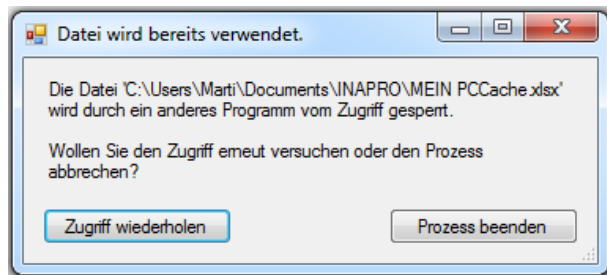 Datei wird bereits verwendet.
Die Datei 'C:\Users\Marti\Documents\INAPRO\MEIN PCCache.xlsx'
wird durch ein anderes Programm vom Zugriff gesperrt.
Wollen Sie den Zugriff erneut versuchen oder den Prozess
abbrechen?
Zugriff wiederholen
Prozess beenden